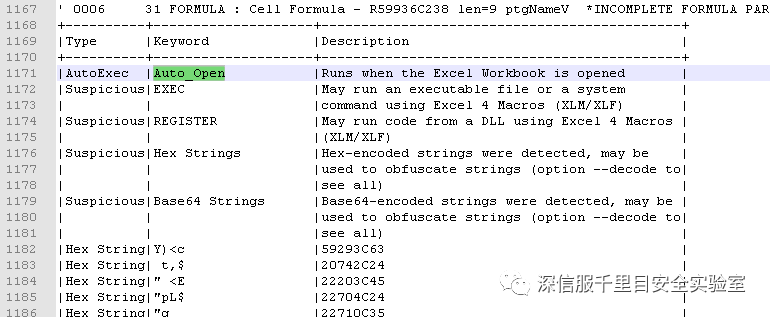 1167 ' 0006      31 FORMULA : Cell Formula - R59936C238 len=9 ptgNameV  *INCOMPLETE FORMULA PAR
1168 +----------+--------------------+---------------------------------------------+
1169 |Type      |Keyword             |Description                                  |
1170 +----------+--------------------+---------------------------------------------+
1171 |AutoExec  |Auto_Open           |Runs when the Excel Workbook is opened       |
1172 |Suspicious|EXEC                |May run an executable file or a system       |
1173 |          |                    |command using Excel 4 Macros (XLM/XLF)       |
1174 |Suspicious|REGISTER            |May run code from a DLL using Excel 4 Macros |
1175 |          |                    |(XLM/XLF)                                    |
1176 |Suspicious|Hex Strings         |Hex-encoded strings were detected, may be    |
1177 |          |                    |used to obfuscate strings (option --decode to|
1178 |          |                    |see all)                                     |
1179 |Suspicious|Base64 Strings      |Base64-encoded strings were detected, may be |
1180 |          |                    |used to obfuscate strings (option --decode to|
1181 |          |                    |see all)                                     |
1182 |Hex String|Y)<c                |59293C63                                     |
1183 |Hex String| t,$                |20742C24                                     |
1184 |Hex String|" <E                |22203C45                                     |
1185 |Hex String|"pL$                |22704C24                                     |
深信服千里目安全实验室
1186 |Hex String|"q                  |22710C35                                     |